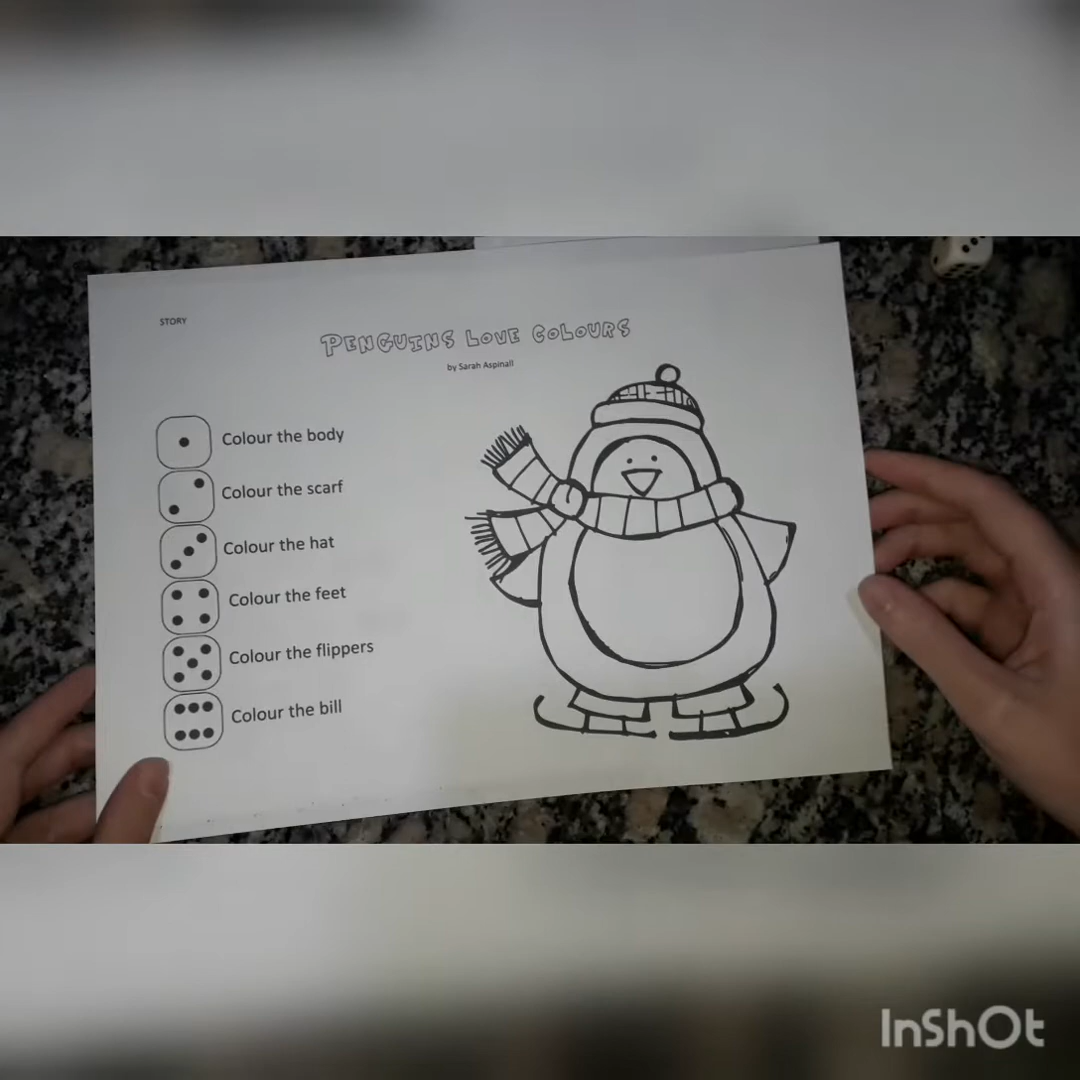 STORY
PENGUINS LOVE COLOURS
by Sarah Aspinall
Colour the body
Colour the scarf
Colour the hat
Colour the feet
Colour the flippers
Colour the bill
InShOt